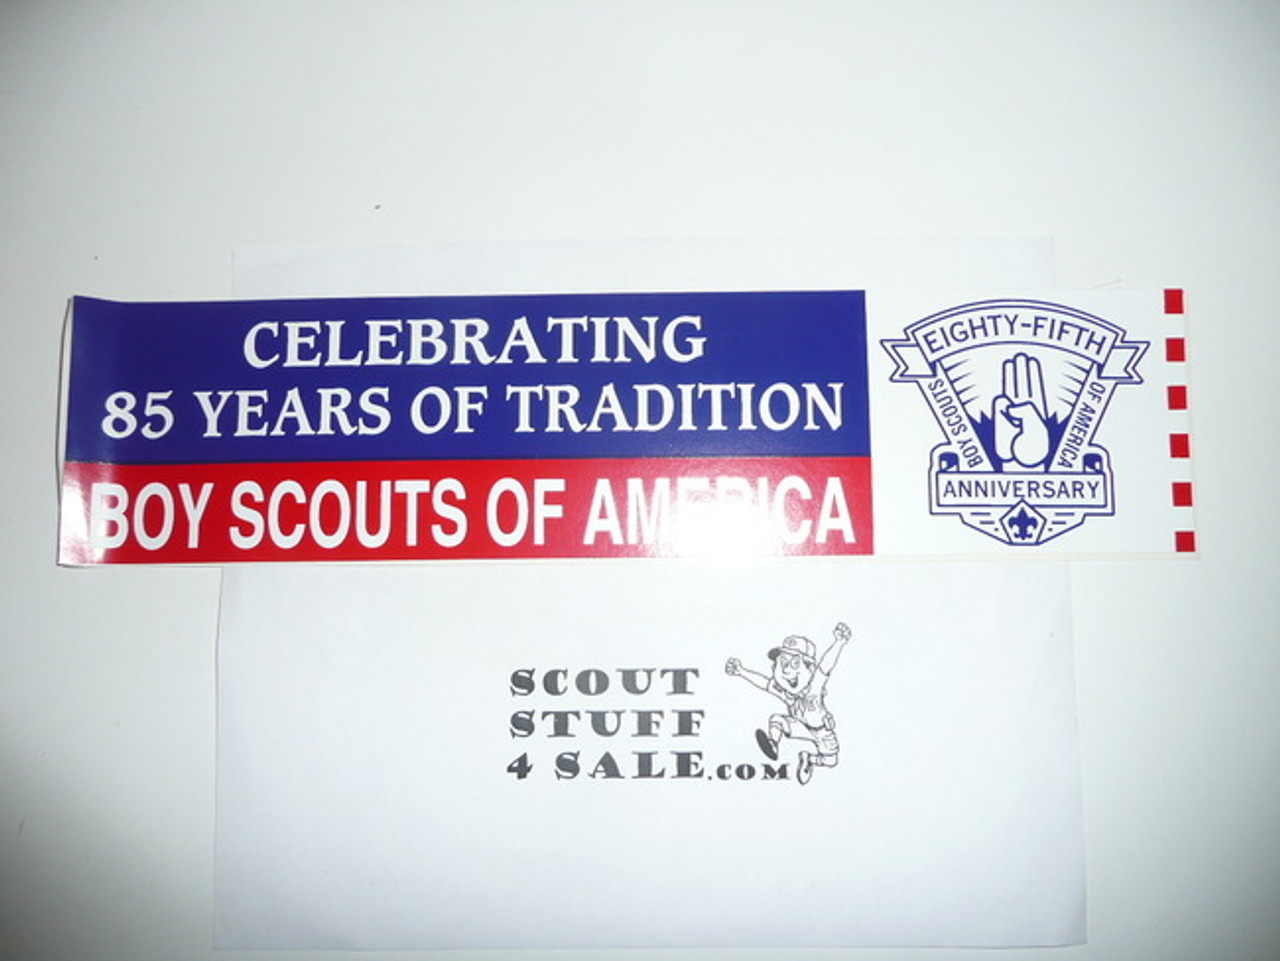 CELEBRATING
85 YEARS OF TRADITION
BOY SCOUTS OF AMERICA
EIGHTY-FIFTH
BOY SCOUTS
OF AMERICA
ANNIVERSARY
SCOUT
STUFF
4 SALE.COM